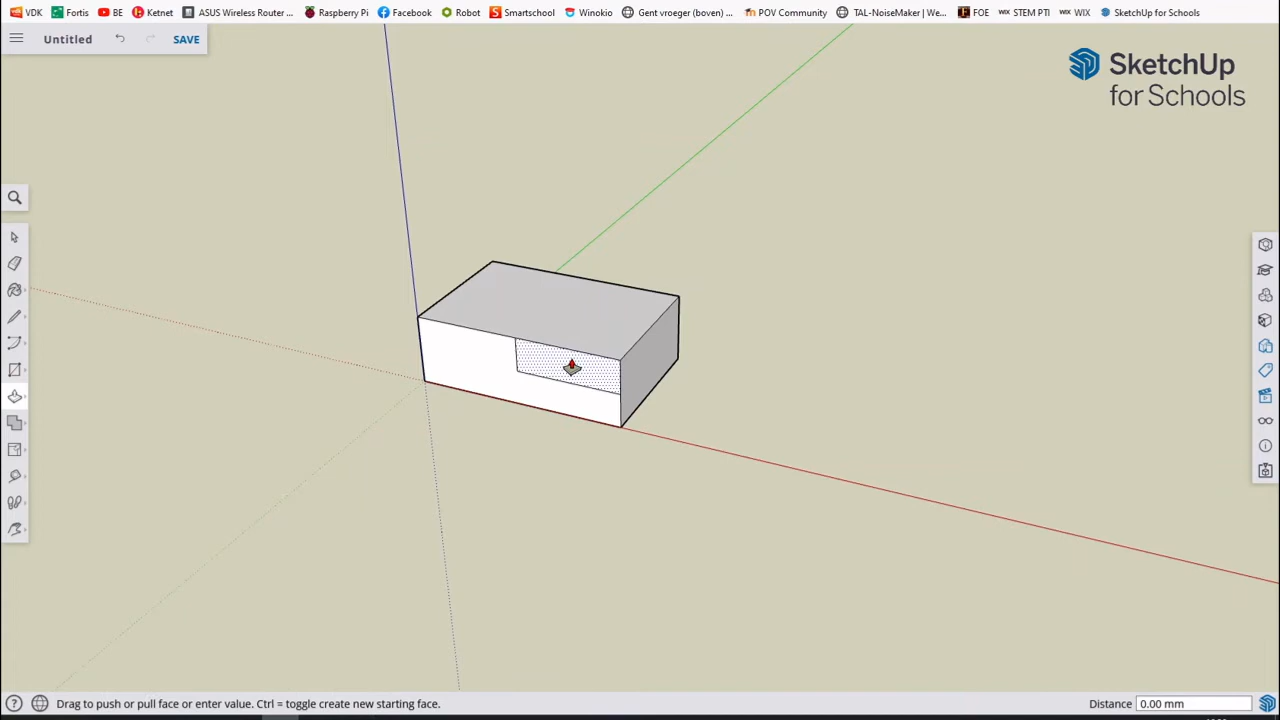 VDK Fortis BE Ketnet ASUS Wireless Router ... Raspberry Pi Facebook Robot Smartschool Winokio Gent vroeger (boven) ... POV Community TAL-NoiseMaker | We... FOE WIX STEM PTI WIX WIX SketchUp for Schools
Untitled SAVE
SketchUp
for Schools
Drag to push or pull face or enter value. Ctrl = toggle create new starting face. Distance 0.00 mm